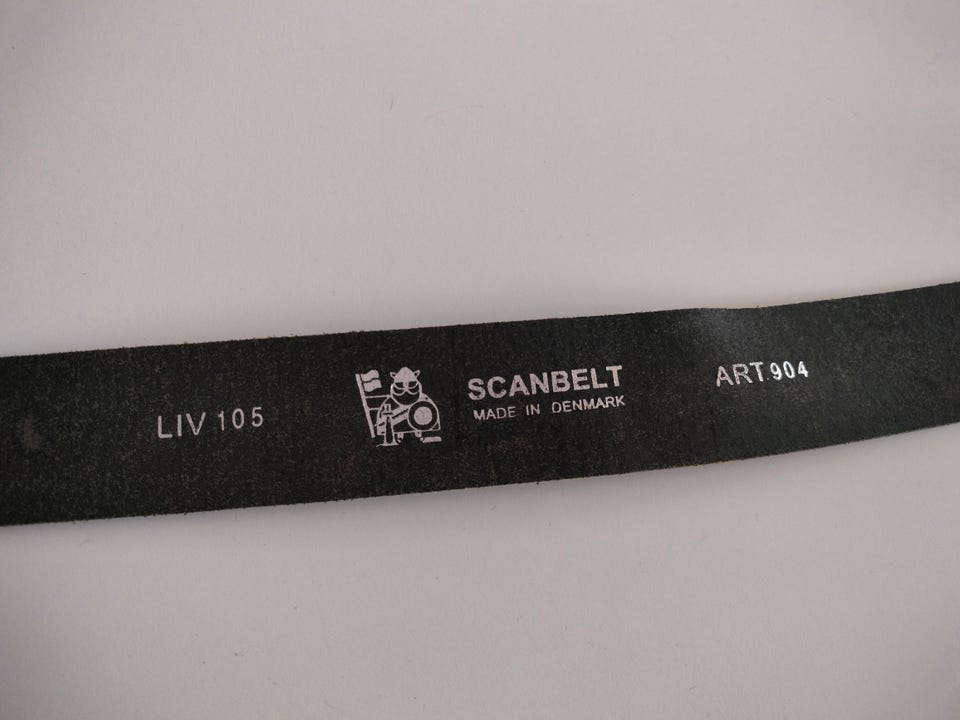 LIV 105
SCANBELT
MADE IN DENMARK
ART.904